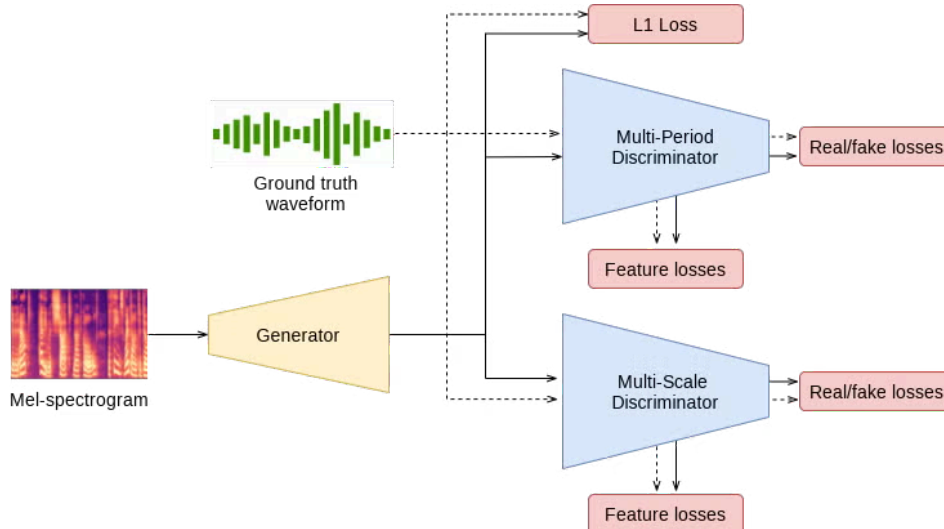 L1 Loss
Multi-Period
Discriminator
Real/fake losses
Ground truth
waveform
Feature losses
Generator
Mel-spectrogram
Multi-Scale
Discriminator
Real/fake losses
Feature losses